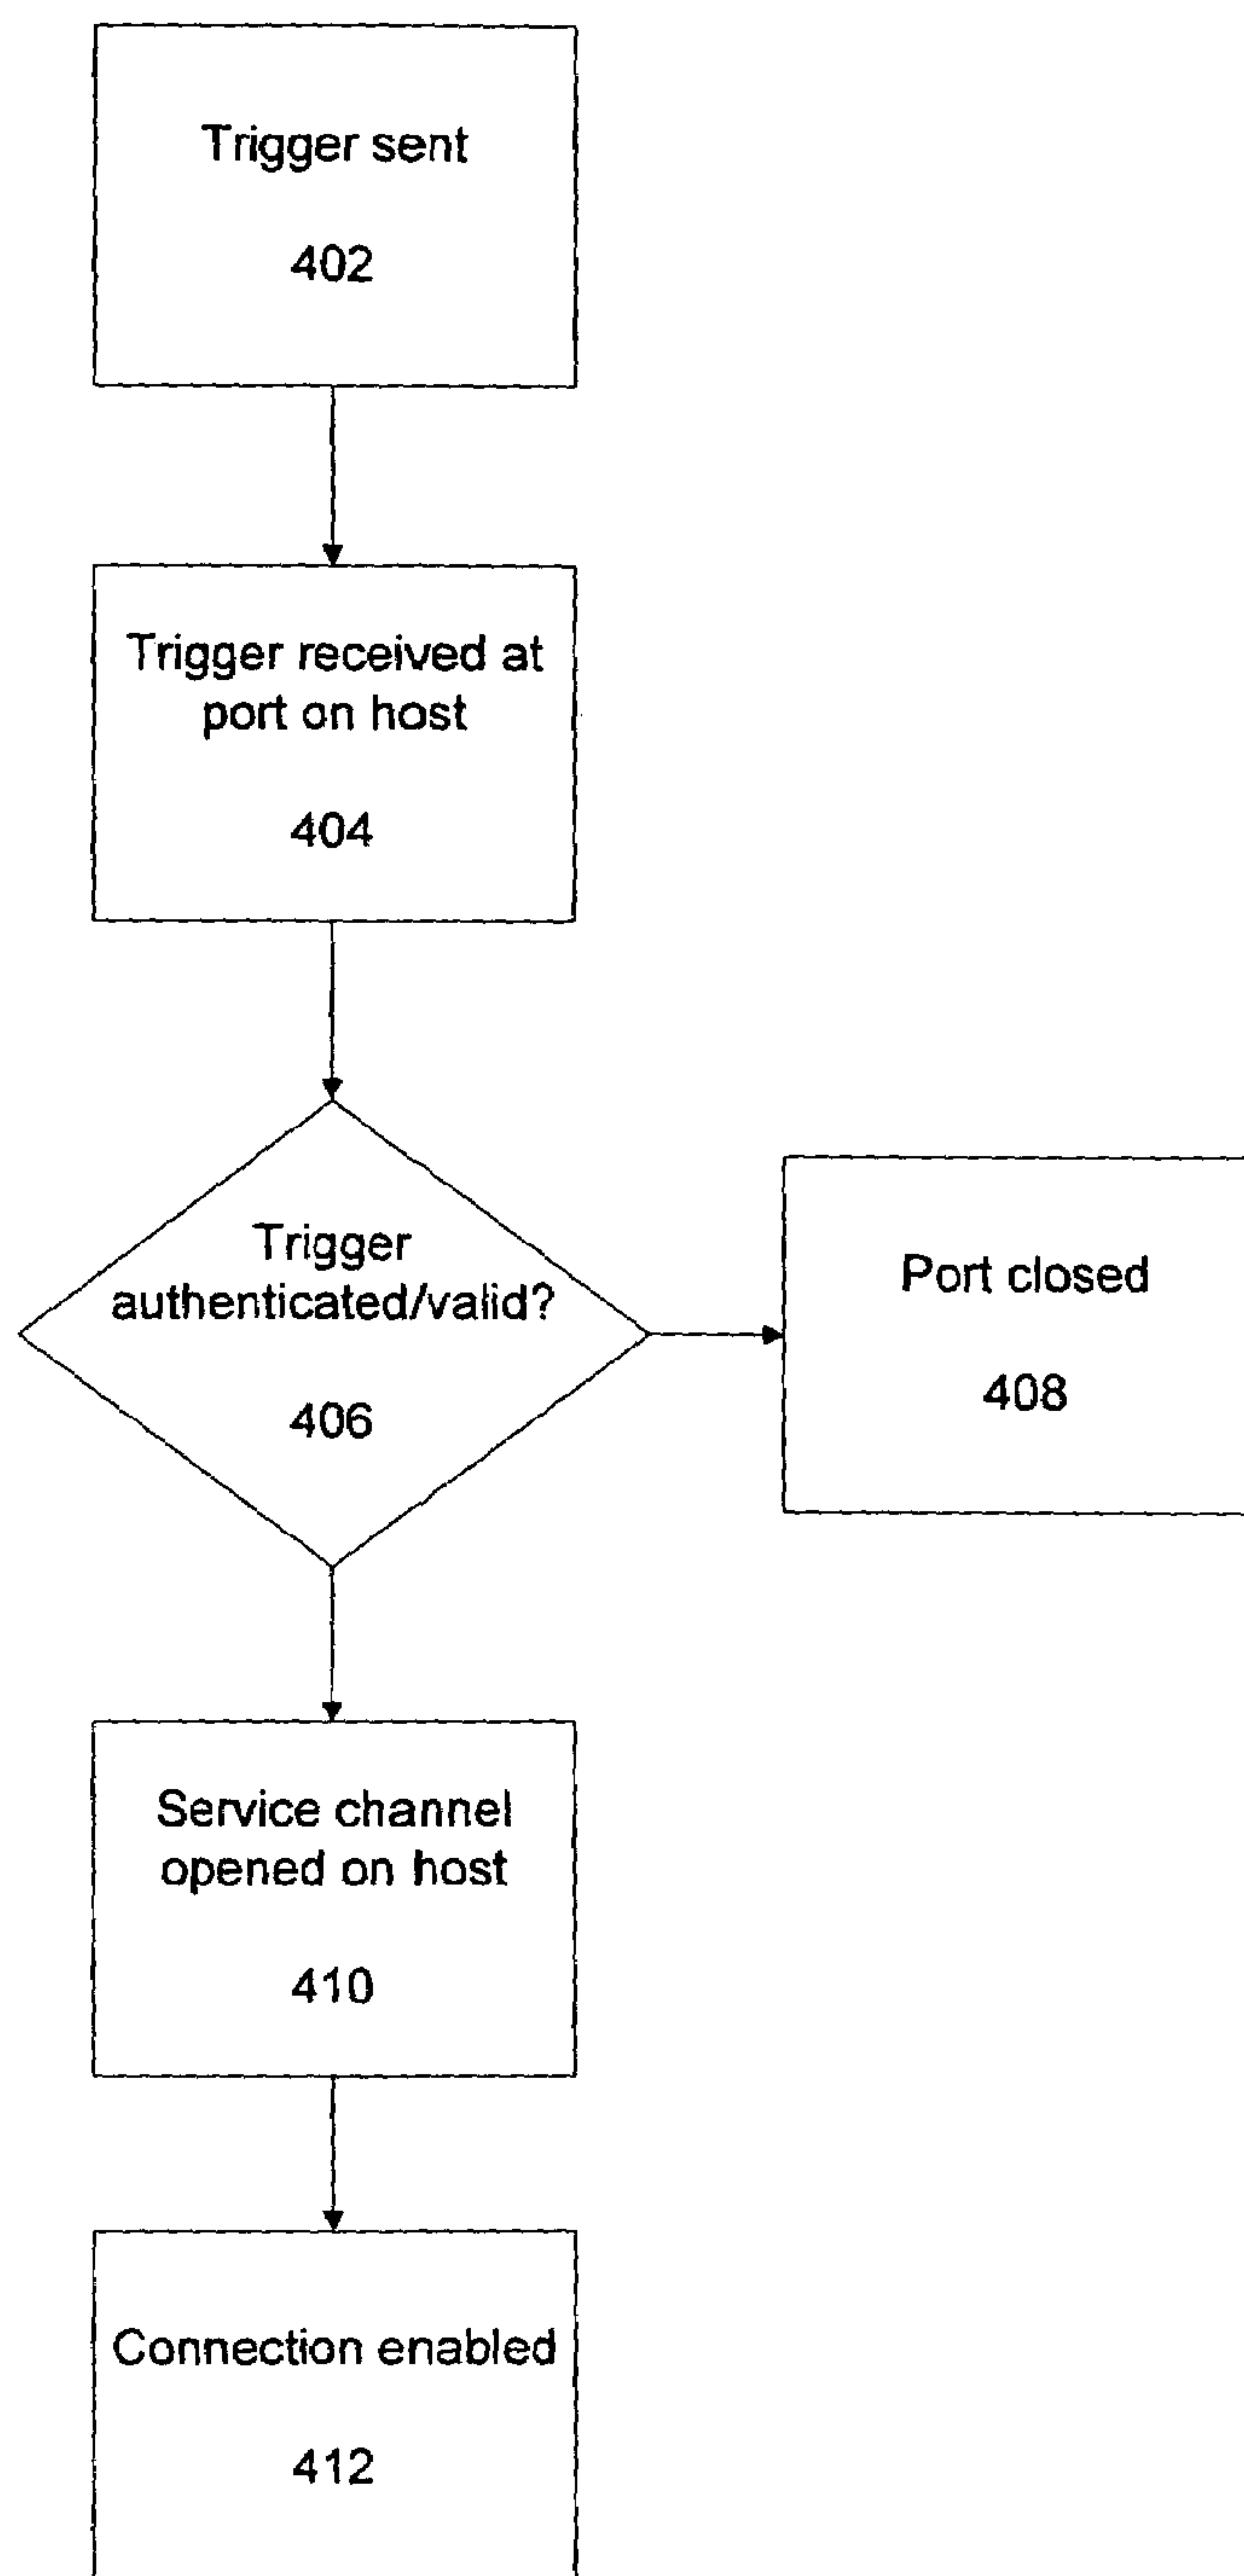 Trigger sent
402
Trigger received at
port on host
404
Trigger
authenticated/valid?
406
Port closed
408
Service channel
opened on host
410
Connection enabled
412